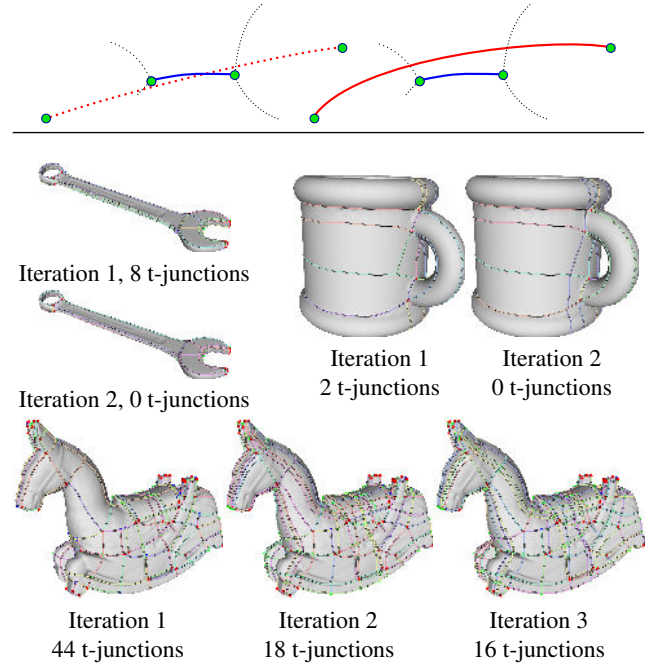 Iteration 1, 8 t-junctions
Iteration 2, 0 t-junctions
Iteration 1
2 t-junctions
Iteration 2
0 t-junctions
Iteration 1
44 t-junctions
Iteration 2
18 t-junctions
Iteration 3
16 t-junctions